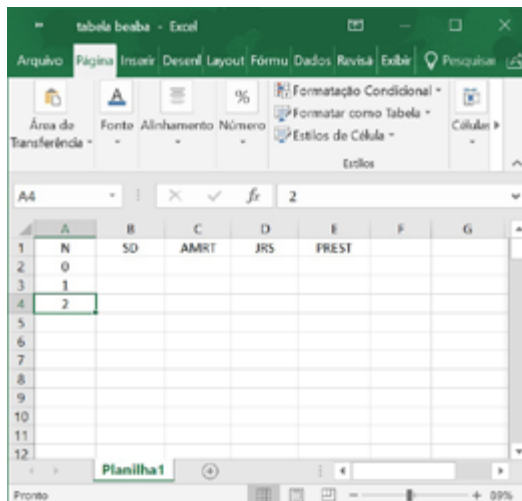 tabela beaba - Excel
Arquivo Página Inserir Desenl Layout Fórmu Dados Revisã Exibir Pesquisar
Área de Transferência
Fonte
Alinhamento
Número
%
Formatação Condicional
Formatar como Tabela
Estilos de Célula
Estilos
Células
A4 fx 2
A B C D E F G
1 N SD AMRT JRS PREST
2 0
3 1
4 2
5
6
7
8
9
10
11
12
Planilha1
Pronto 89%